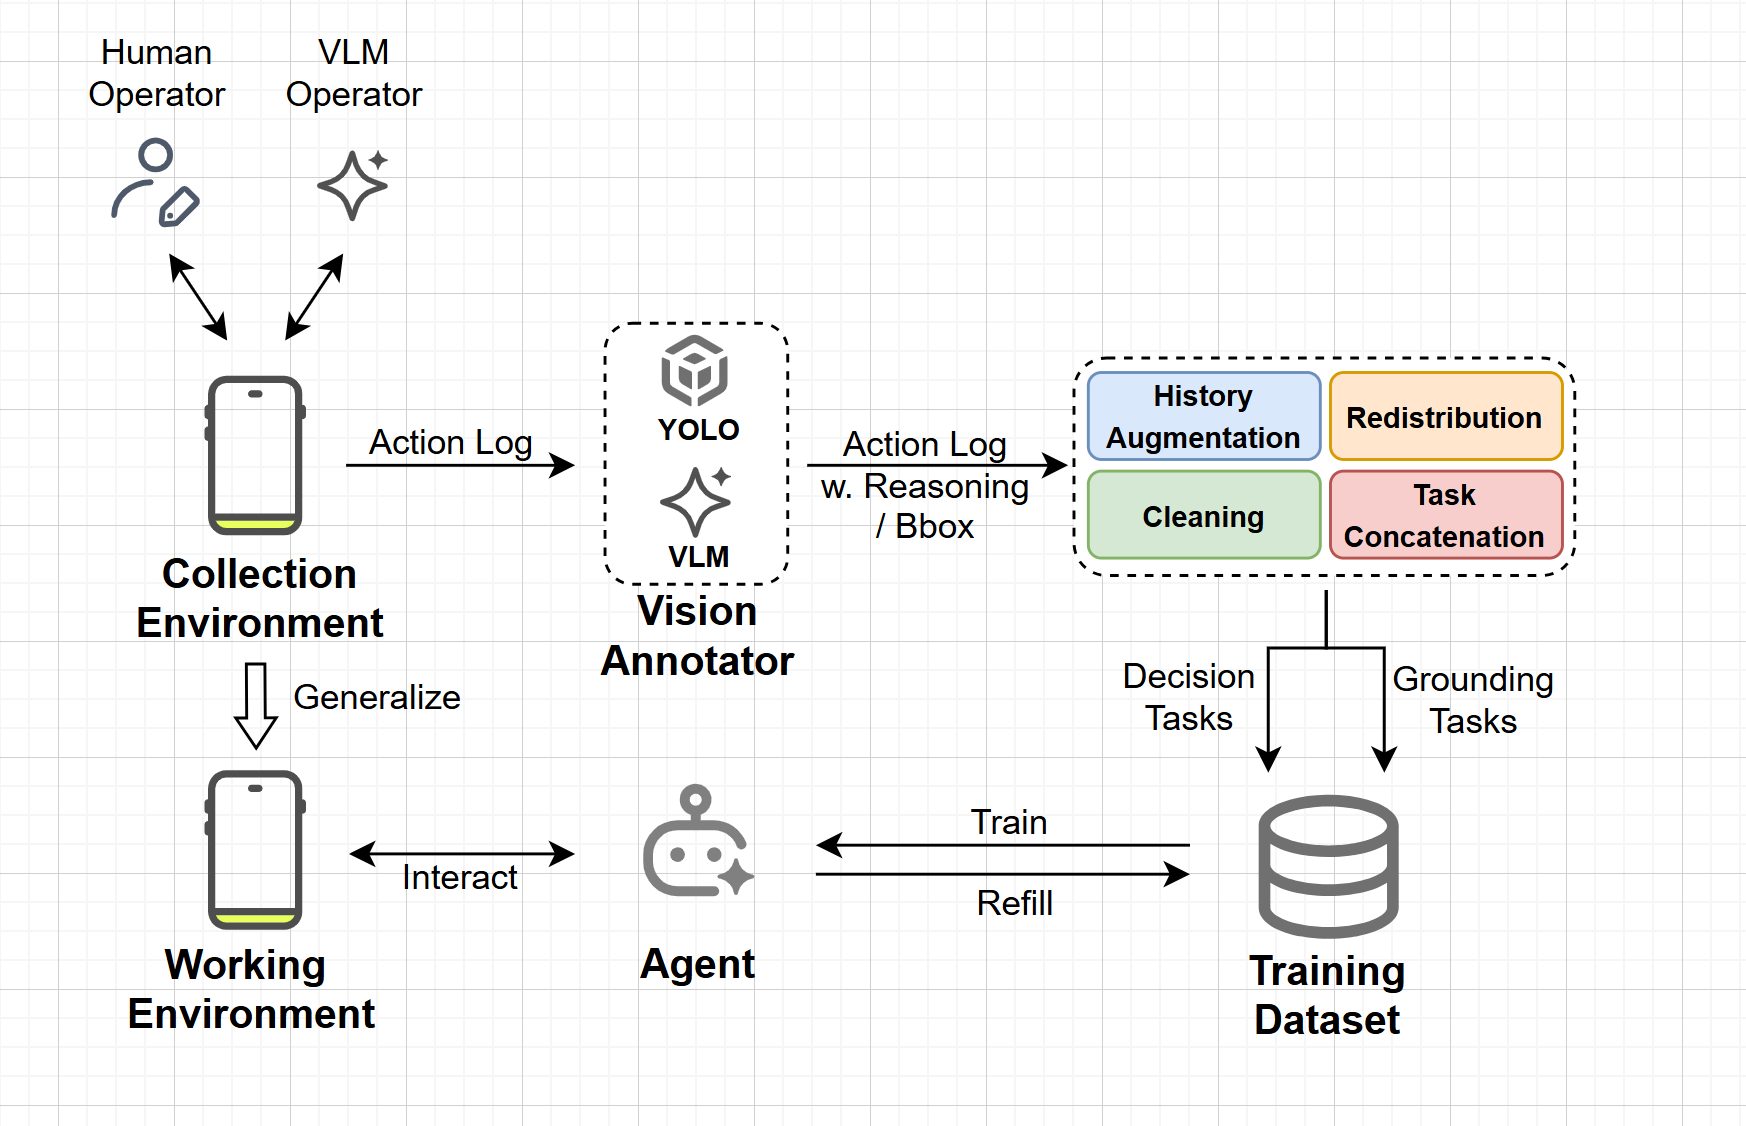 Human
Operator
VLM
Operator
Action Log
YOLO
VLM
Vision
Annotator
Action Log
w. Reasoning
/ Bbox
History
Augmentation
Redistribution
Cleaning
Task
Concatenation
Collection
Environment
Generalize
Decision
Tasks
Grounding
Tasks
Interact
Train
Refill
Working
Environment
Agent
Training
Dataset